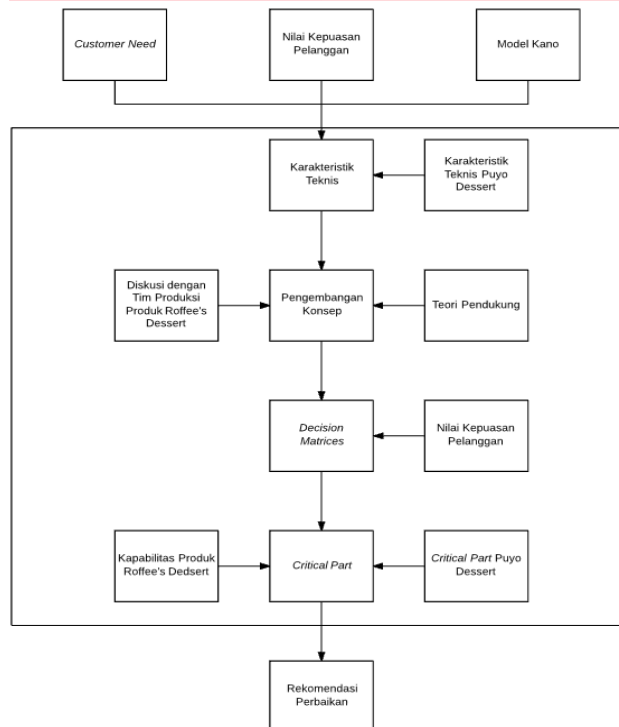 Customer Need
Nilai Kepuasan
Pelanggan
Model Kano
Karakteristik
Teknis
Karakteristik
Teknis Puyo
Dessert
Diskusi dengan
Tim Produksi
Produk Roffee's
Dessert
Pengembangan
Konsep
Teori Pendukung
Decision
Matrices
Nilai Kepuasan
Pelanggan
Kapabilitas Produk
Roffee's Dedsert
Critical Part
Critical Part Puyo
Dessert
Rekomendasi
Perbaikan